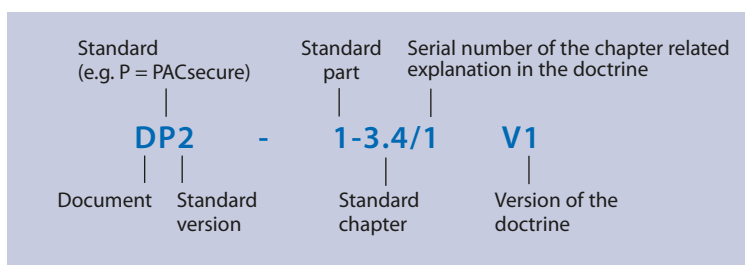 Standard
(e.g. P = PACsecure)
Standard
part
Serial number of the chapter related
explanation in the doctrine
DP2 - 1-3.4/1 V1
Document
Standard
version
Standard
chapter
Version of the
doctrine